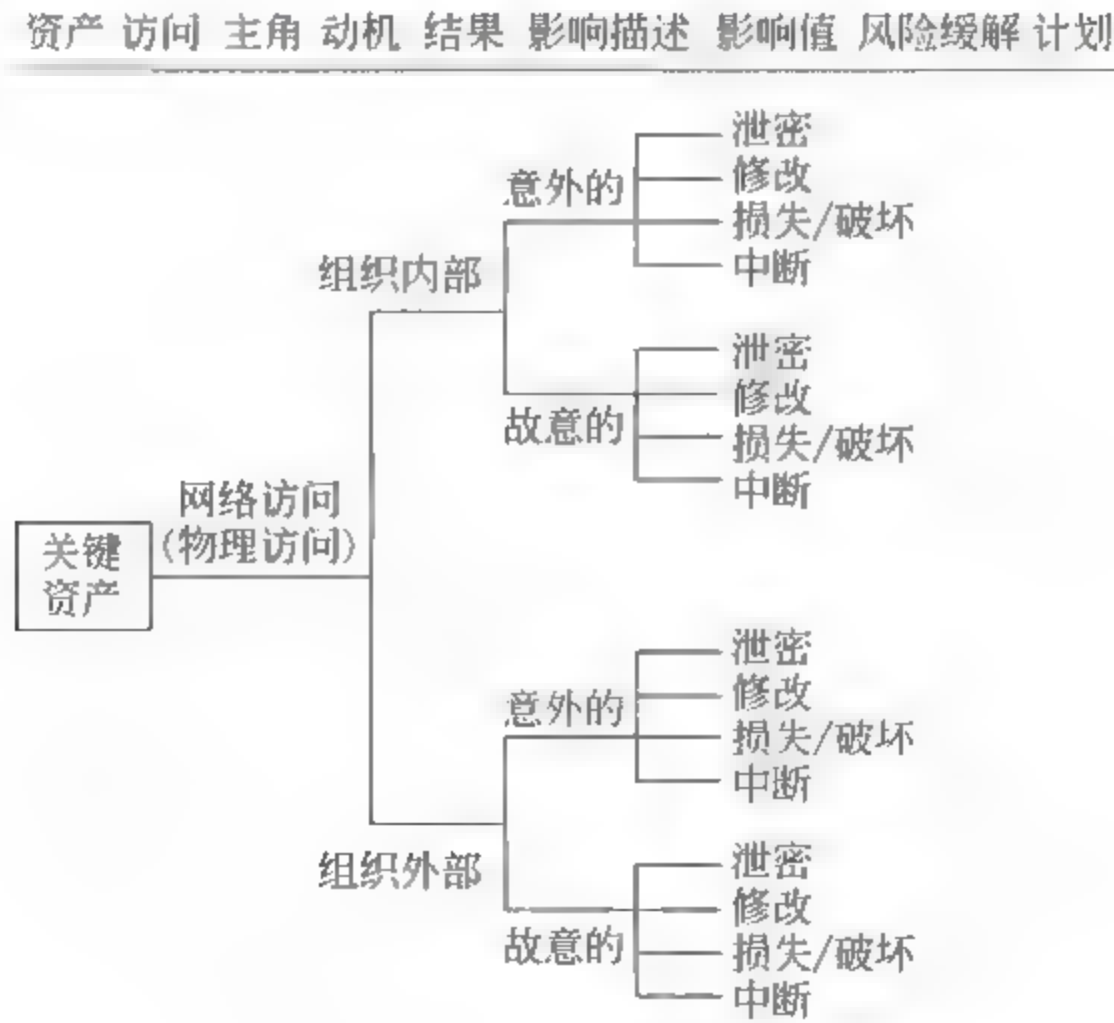 资产 访问 主角 动机 结果 影响描述 影响值 风险缓解 计划
泄密
意外的
修改
损失/破坏
组织内部
中断
泄密
修改
故意的
损失/破坏
中断
网络访问
(物理访问)
关键
资产
泄密
意外的
修改
损失/破坏
中断
组织外部
泄密
修改
故意的
损失/破坏
中断